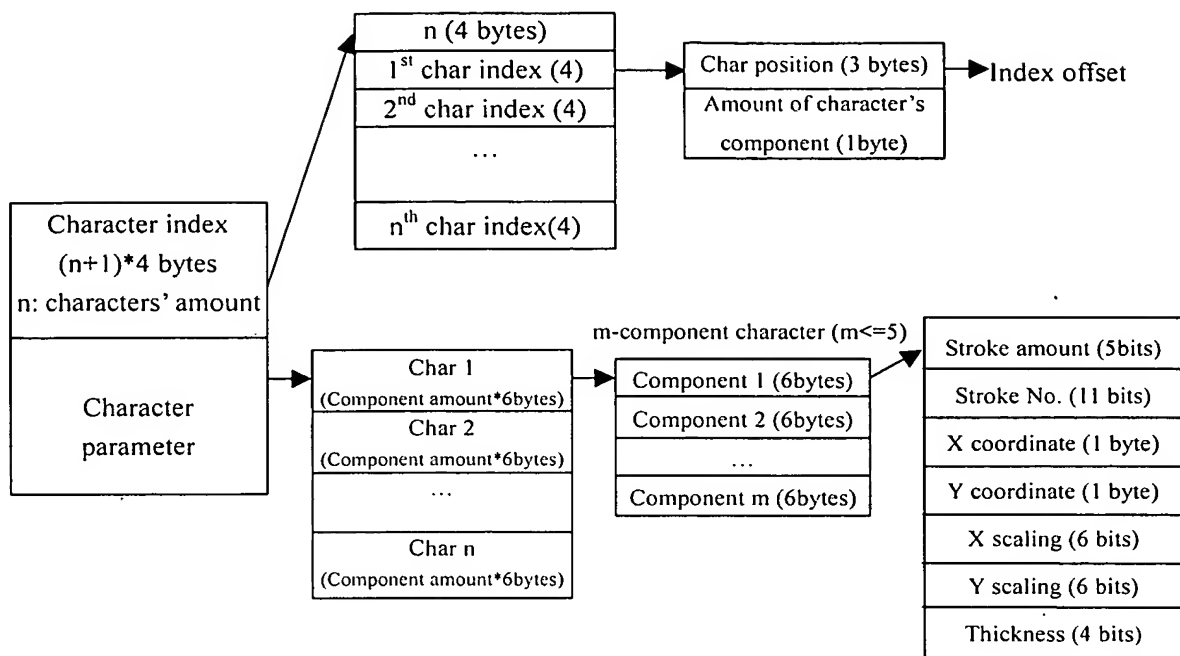 n (4 bytes)
1st char index (4)
2nd char index (4)
...
nth char index(4)
Char position (3 bytes)
Amount of character's
component (1byte)
Index offset
Character index
(n+1)*4 bytes
n: characters' amount
Character
parameter
Char 1
(Component amount*6bytes)
Char 2
(Component amount*6bytes)
...
Char n
(Component amount*6bytes)
m-component character (m<=5)
Component 1 (6bytes)
Component 2 (6bytes)
...
Component m (6bytes)
Stroke amount (5bits)
Stroke No. (11 bits)
X coordinate (1 byte)
Y coordinate (1 byte)
X scaling (6 bits)
Y scaling (6 bits)
Thickness (4 bits)